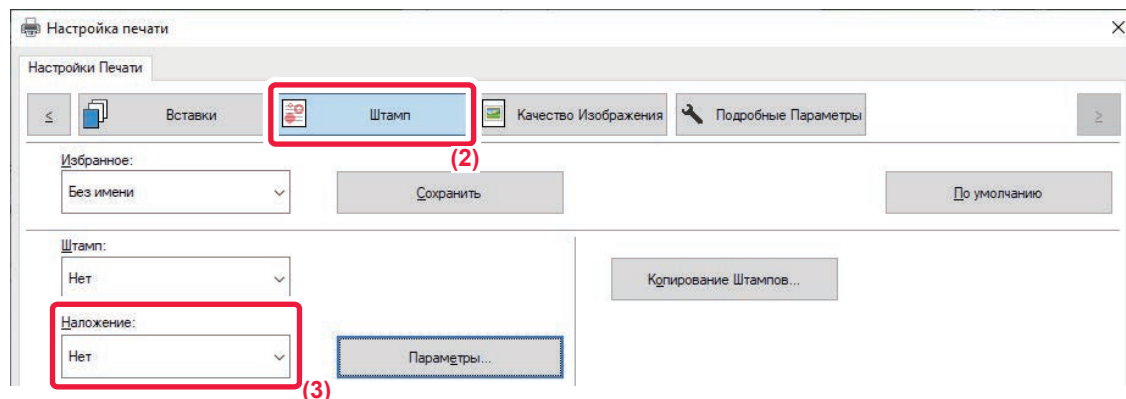 Настройка печати
Настройки Печати
≤ Вставки Штамп Качество Изображения Подробные Параметры ≥
(2)
Избранное:
Без имени Сохранить По умолчанию
Штамп:
Нет Копирование Штампов...
Наложение:
Нет Параметры...
(3)